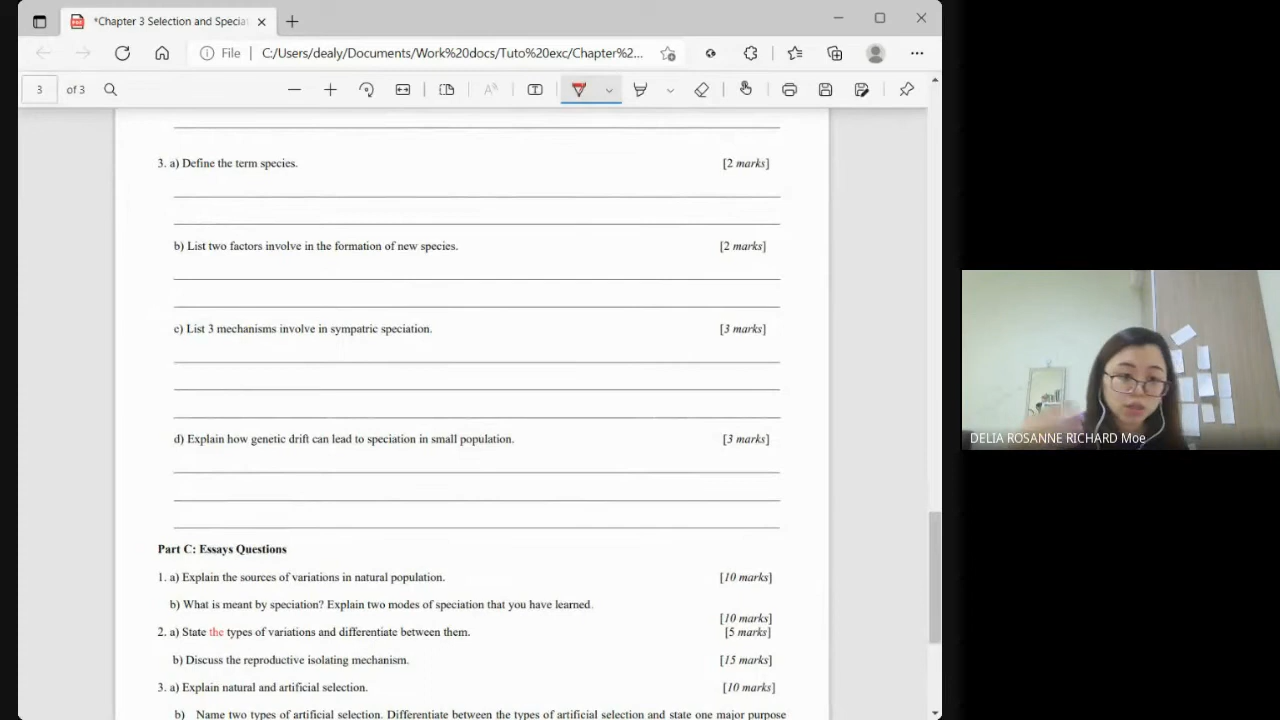 *Chapter 3 Selection and Specia
File
C:/Users/dealy/Documents/Work%20docs/Tuto%20exc/Chapter%2...
3 of 3
3. a) Define the term species. [2 marks]
b) List two factors involve in the formation of new species. [2 marks]
c) List 3 mechanisms involve in sympatric speciation. [3 marks]
d) Explain how genetic drift can lead to speciation in small population. [3 marks]
Part C: Essays Questions
1. a) Explain the sources of variations in natural population. [10 marks]
b) What is meant by speciation? Explain two modes of speciation that you have learned.
[10 marks]
2. a) State the types of variations and differentiate between them. [5 marks]
b) Discuss the reproductive isolating mechanism. [15 marks]
3. a) Explain natural and artificial selection. [10 marks]
b) Name two types of artificial selection. Differentiate between the types of artificial selection and state one major purpose
DELIA ROSANNE RICHARD Moe